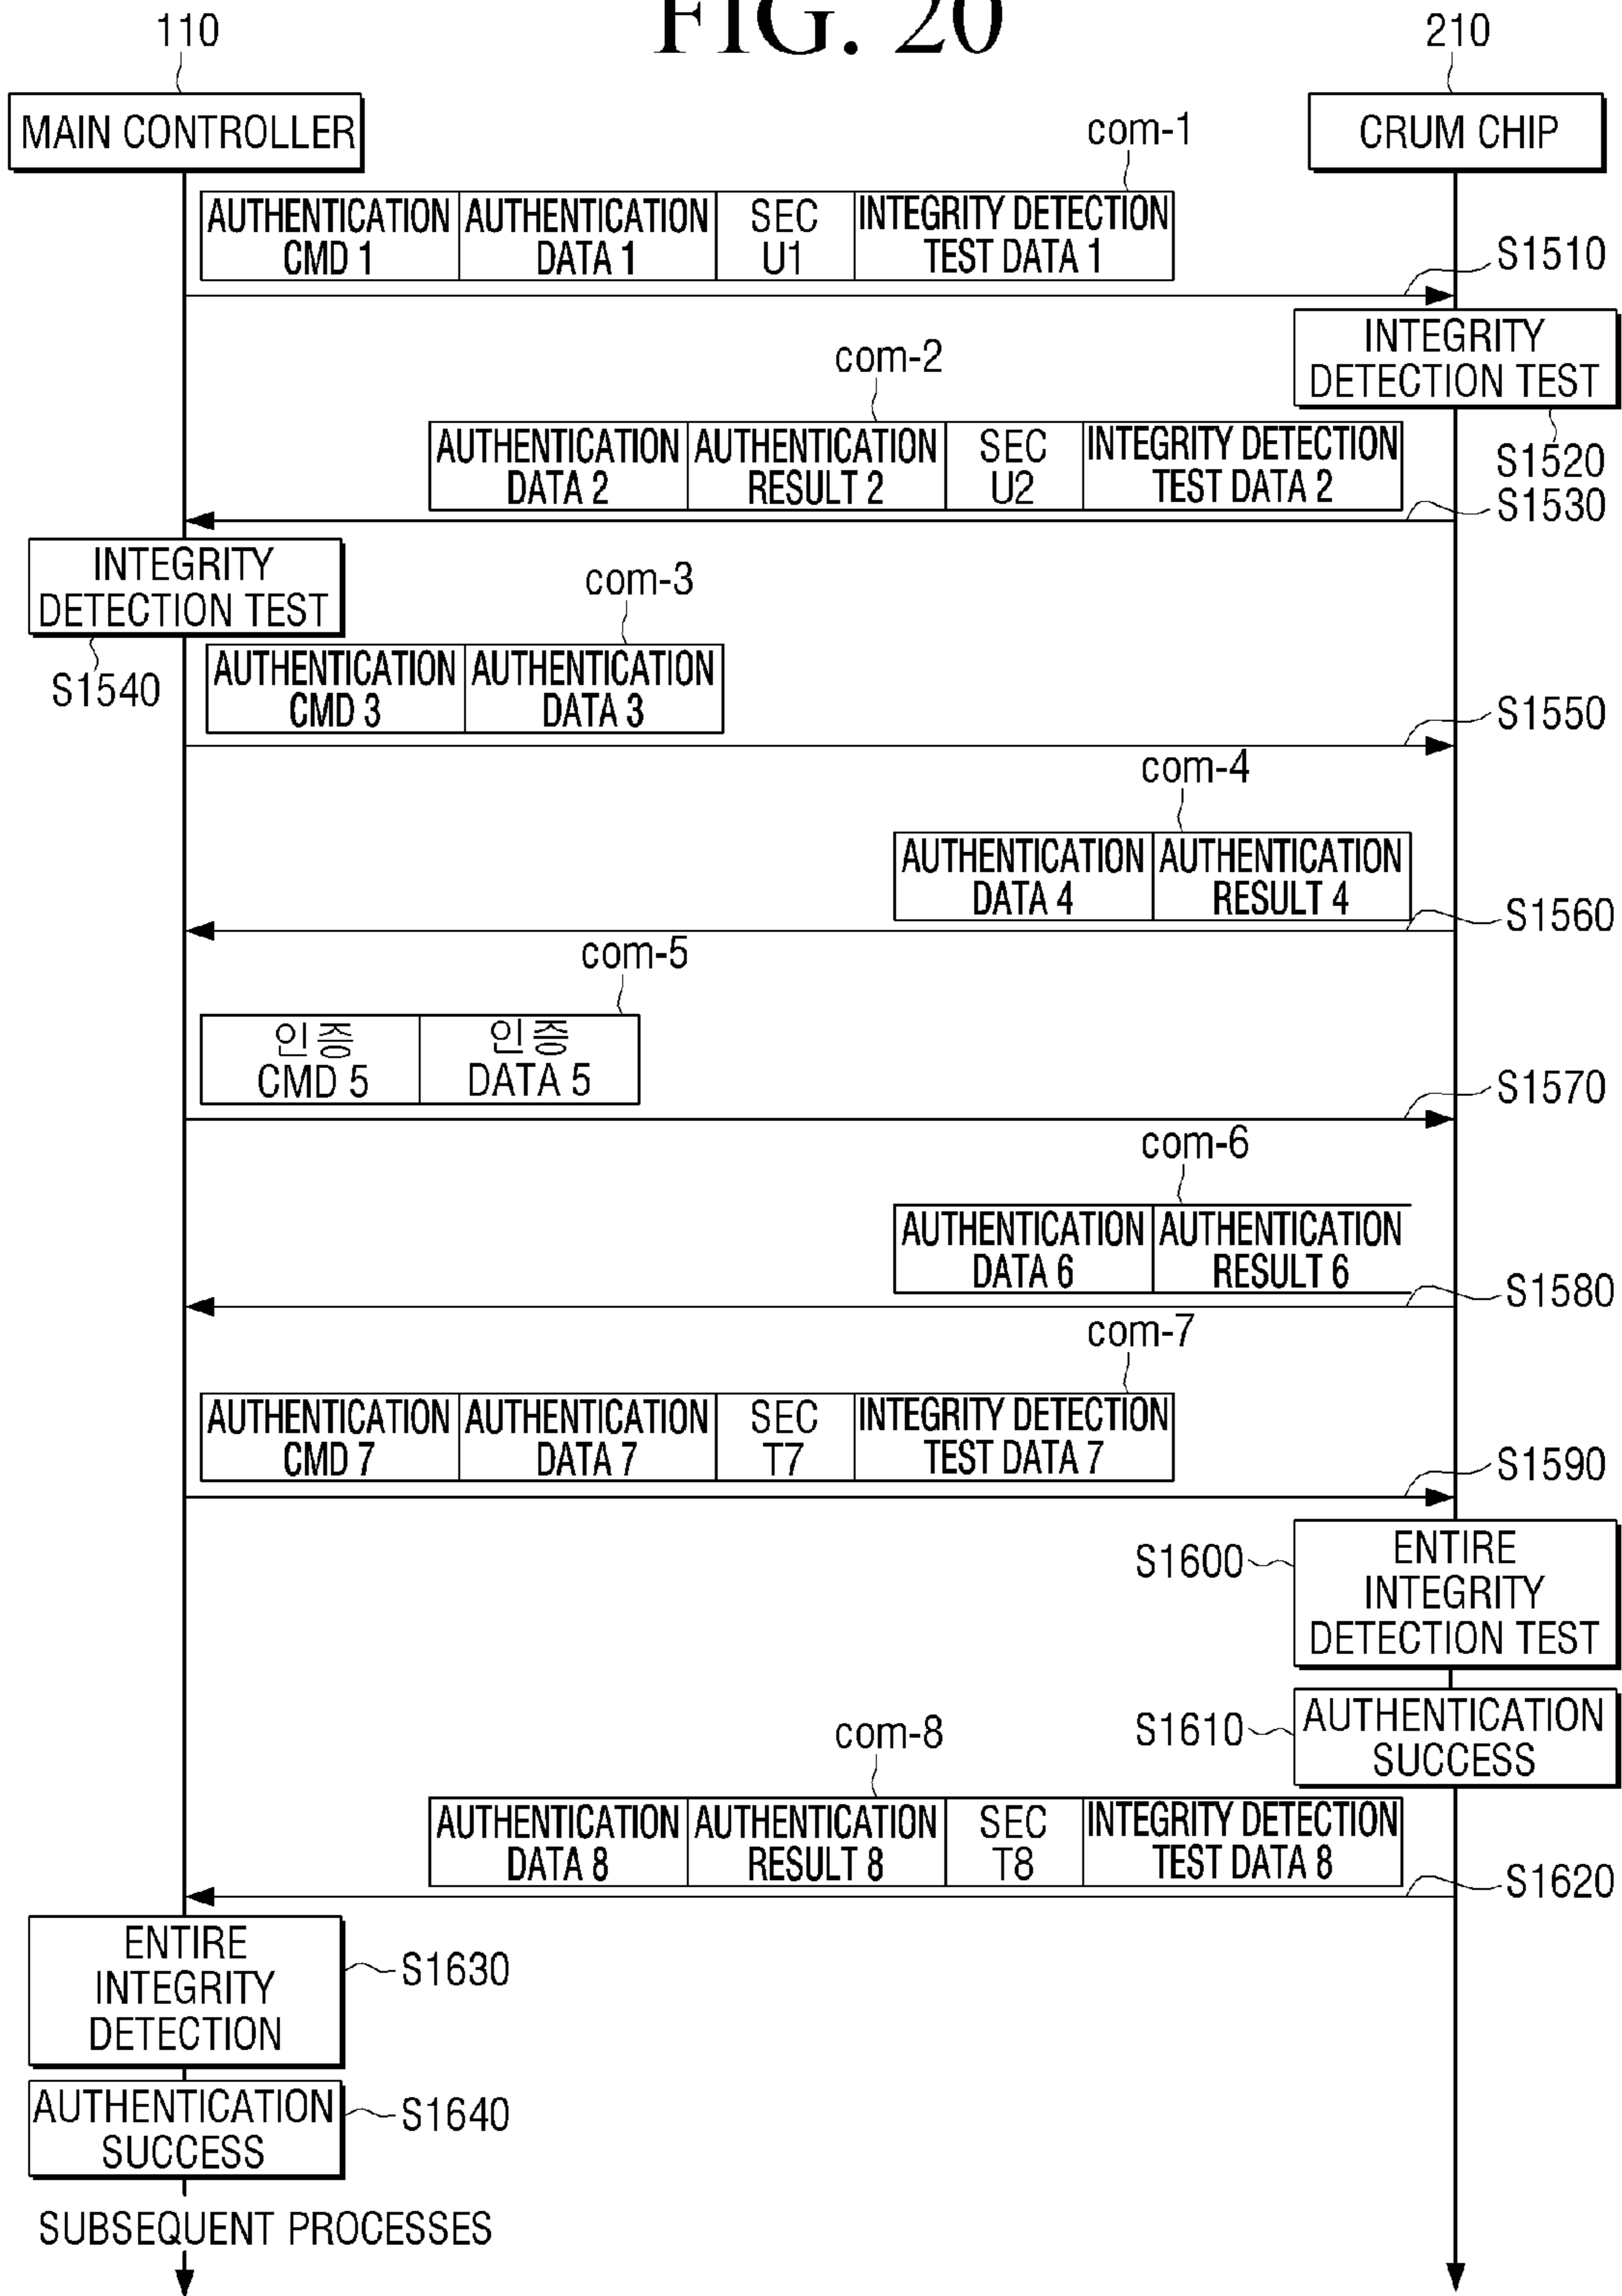 FIG. 20
110
210
MAIN CONTROLLER
CRUM CHIP
com-1
AUTHENTICATION CMD 1
AUTHENTICATION DATA 1
SEC U1
INTEGRITY DETECTION TEST DATA 1
S1510
INTEGRITY DETECTION TEST
S1520
com-2
AUTHENTICATION DATA 2
AUTHENTICATION RESULT 2
SEC U2
INTEGRITY DETECTION TEST DATA 2
S1530
INTEGRITY DETECTION TEST
S1540
com-3
AUTHENTICATION CMD 3
AUTHENTICATION DATA 3
S1550
com-4
AUTHENTICATION DATA 4
AUTHENTICATION RESULT 4
S1560
com-5
인증 CMD 5
인증 DATA 5
S1570
com-6
AUTHENTICATION DATA 6
AUTHENTICATION RESULT 6
S1580
com-7
AUTHENTICATION CMD 7
AUTHENTICATION DATA 7
SEC T7
INTEGRITY DETECTION TEST DATA 7
S1590
S1600
ENTIRE INTEGRITY DETECTION TEST
S1610
AUTHENTICATION SUCCESS
com-8
AUTHENTICATION DATA 8
AUTHENTICATION RESULT 8
SEC T8
INTEGRITY DETECTION TEST DATA 8
S1620
ENTIRE INTEGRITY DETECTION
S1630
AUTHENTICATION SUCCESS
S1640
SUBSEQUENT PROCESSES